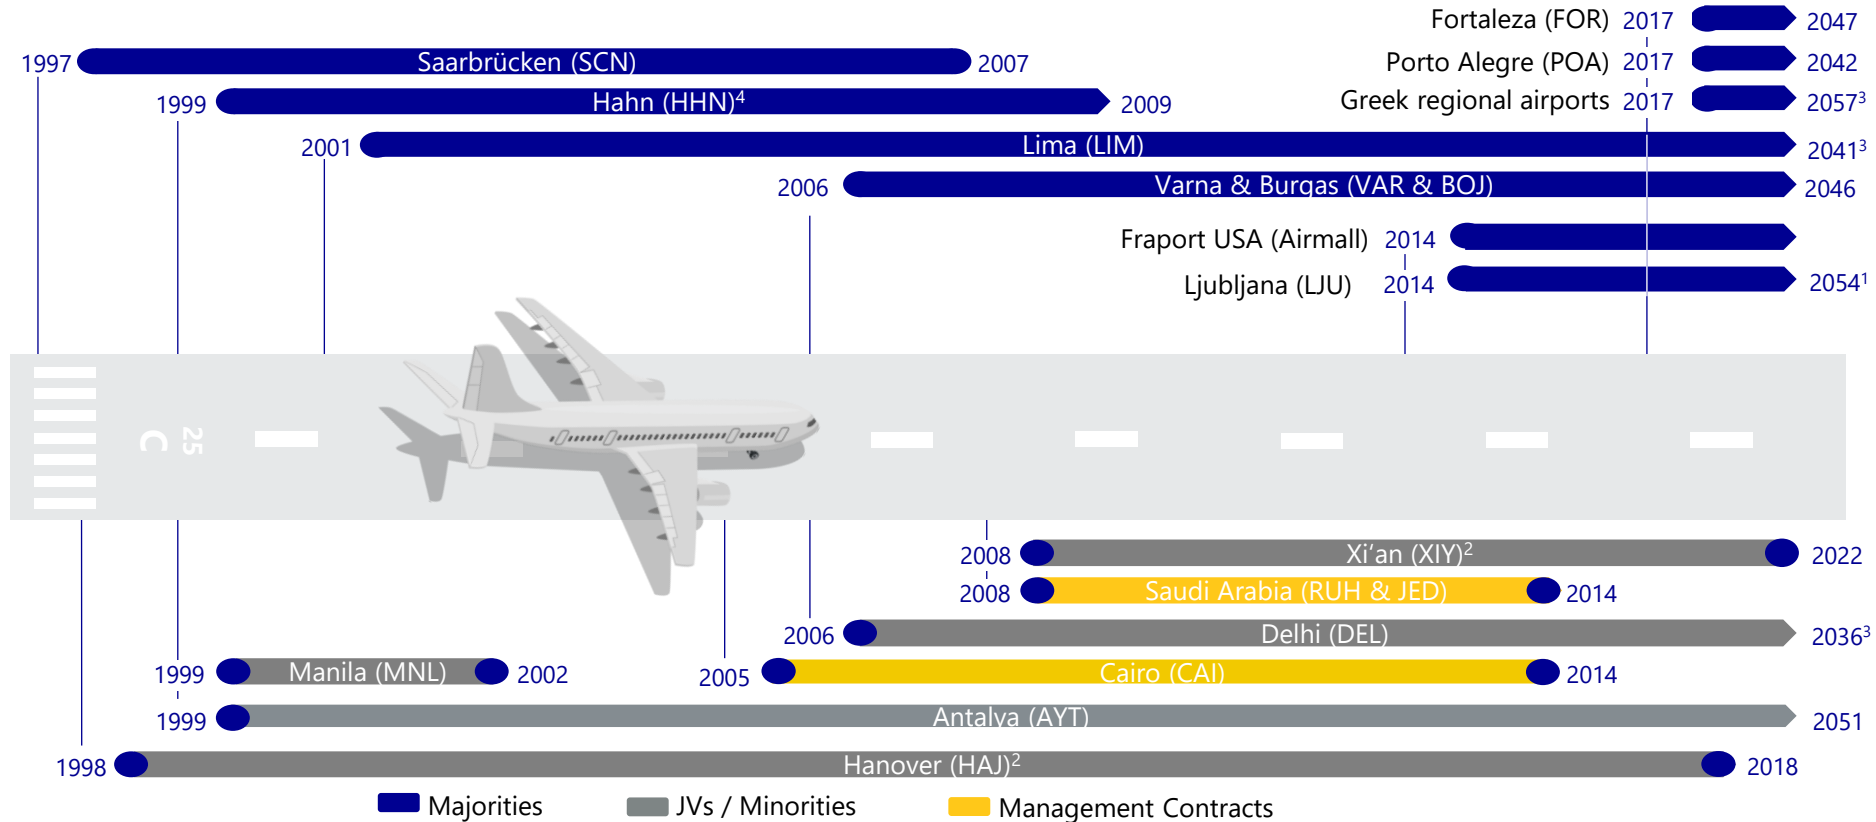 Fortaleza (FOR) 2017 2047
1997 Saarbrücken (SCN) 2007
Porto Alegre (POA) 2017 2042
1999 Hahn (HHN)⁴ 2009
Greek regional airports 2017 2057³
2001 Lima (LIM) 2041³
2006 Varna & Burgas (VAR & BOJ) 2046
Fraport USA (Airmall) 2014
Ljubljana (LJU) 2014 2054¹
C 25
2008 Xi’an (XIY)² 2022
2008 Saudi Arabia (RUH & JED) 2014
2006 Delhi (DEL) 2036³
1999 Manila (MNL) 2002
2005 Cairo (CAI) 2014
1999 Antalya (AYT) 2051
1998 Hanover (HAJ)² 2018
Majorities JVs / Minorities Management Contracts